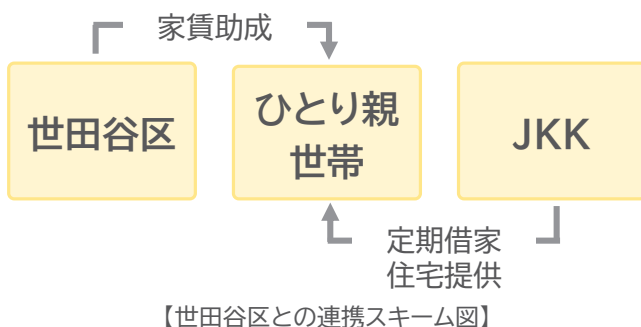 家賃助成
世田谷区
ひとり親
世帯
JKK
定期借家
住宅提供
【世田谷区との連携スキーム図】